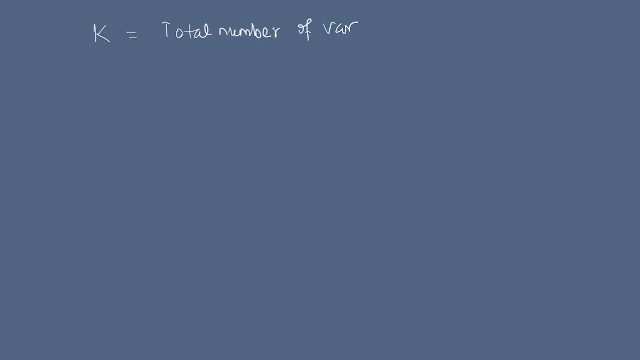 K = Total number of var